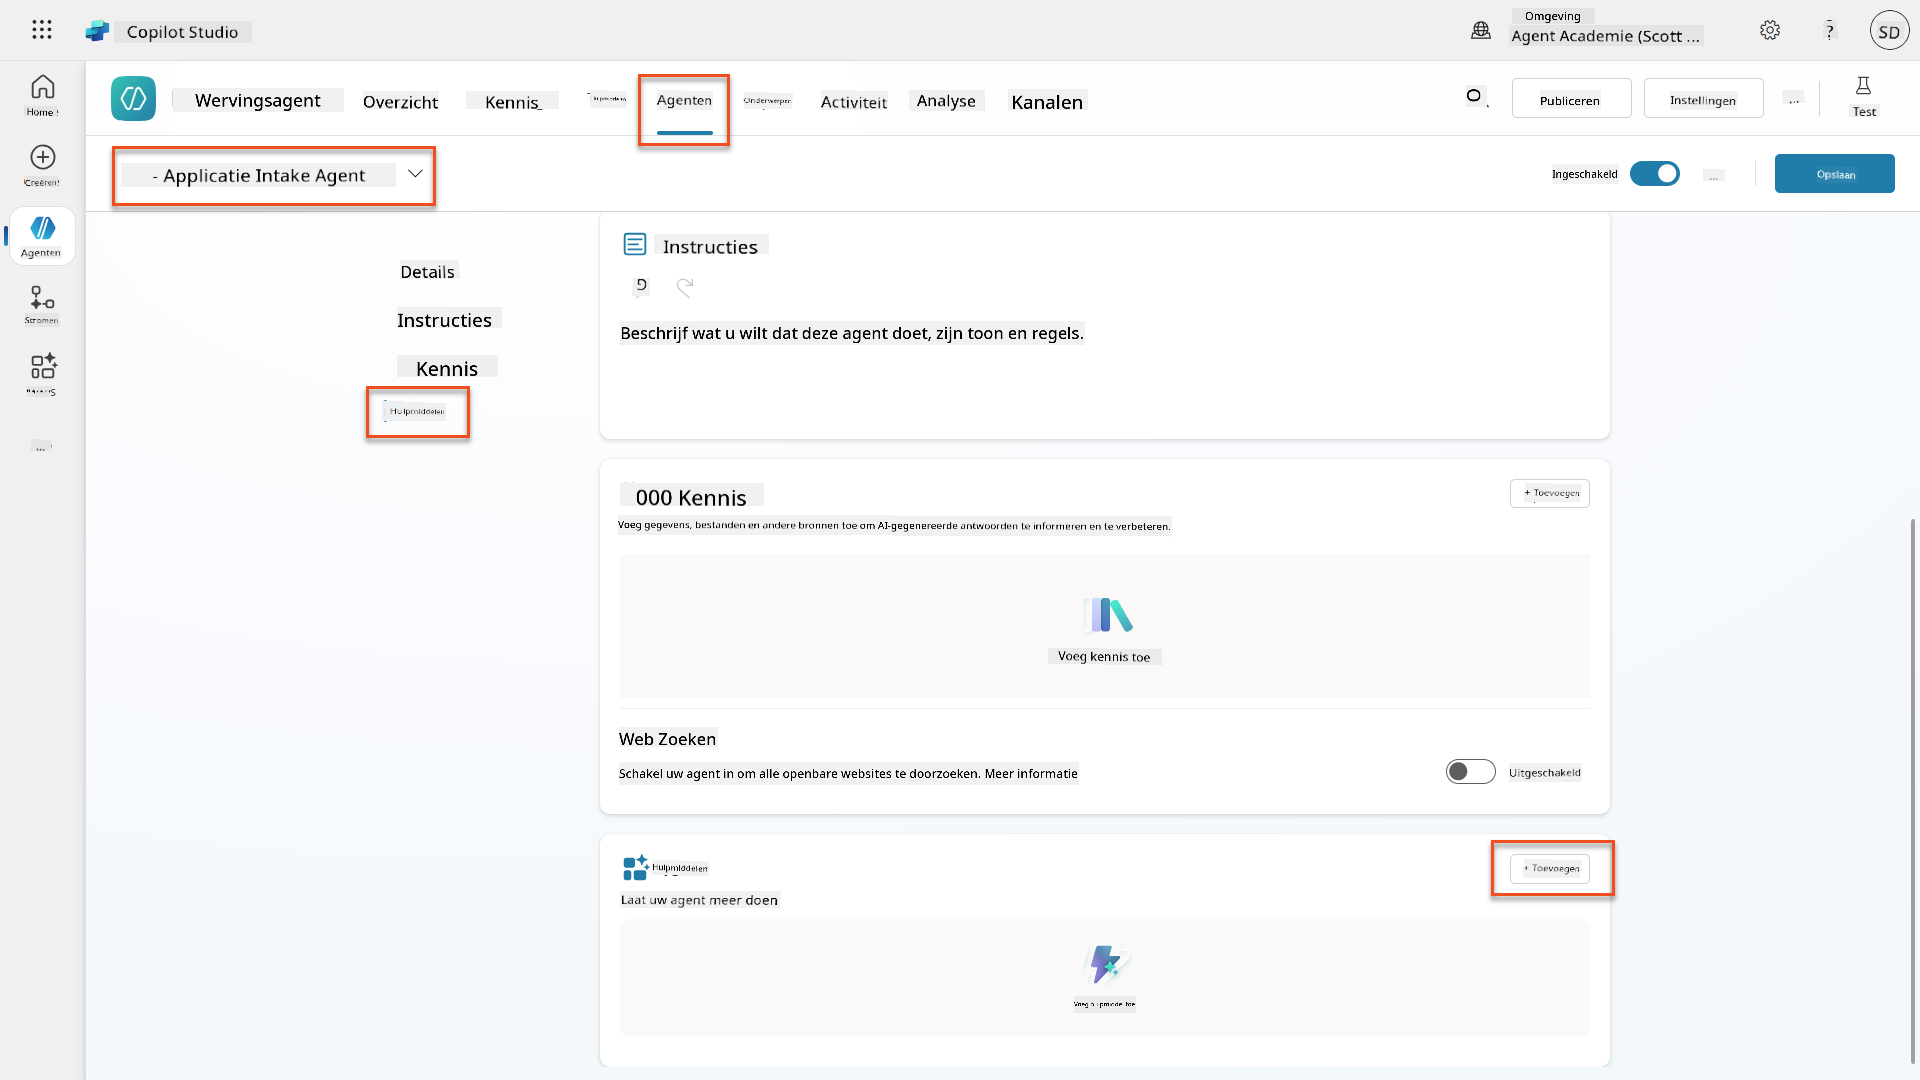 Copilot Studio
Omgeving
Agent Academie (Scott ...
?
SD
Wervingsagent
Overzicht
Kennis_
Agenten
Onderwerpen
Activiteit
Analyse
Kanalen
Publiceren
Instellingen
...
Test
Home
Creëren!
Agenten
Stromen
...
- Applicatie Intake Agent
Ingeschakeld
...
Opslaan
Details
Instructies
Kennis
Hulpmiddelen
Instructies
Beschrijf wat u wilt dat deze agent doet, zijn toon en regels.
000 Kennis
+ Toevoegen
Voeg gegevens, bestanden en andere bronnen toe om AI-gegenereerde antwoorden te informeren en te verbeteren.
Voeg kennis toe
Web Zoeken
Schakel uw agent in om alle openbare websites te doorzoeken. Meer informatie
Uitgeschakeld
Hulpmiddelen
+ Toevoegen
Laat uw agent meer doen
Voeg hulpmiddel toe